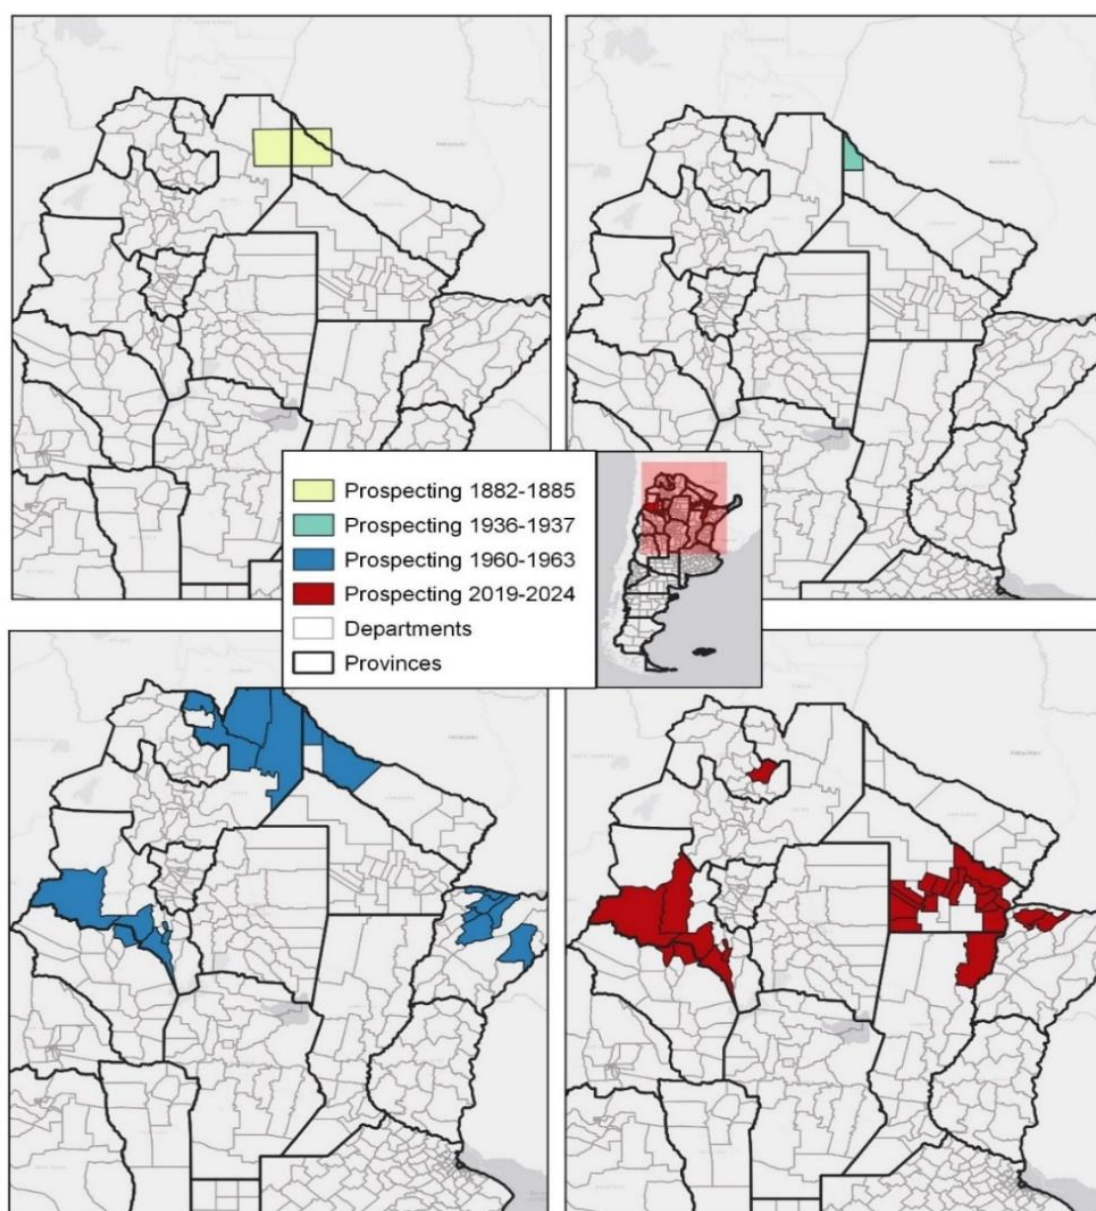 Prospecting 1882-1885
Prospecting 1936-1937
Prospecting 1960-1963
Prospecting 2019-2024
Departments
Provinces